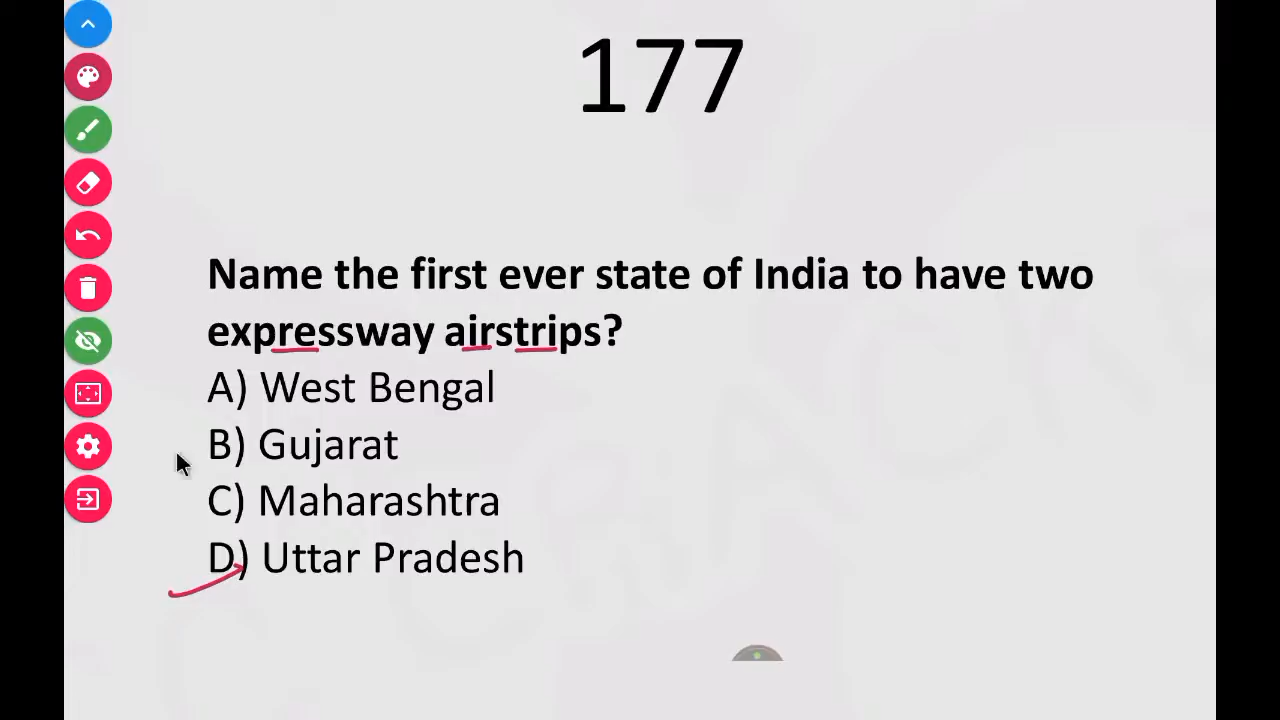 177
Name the first ever state of India to have two
expressway airstrips?
A) West Bengal
B) Gujarat
C) Maharashtra
D) Uttar Pradesh